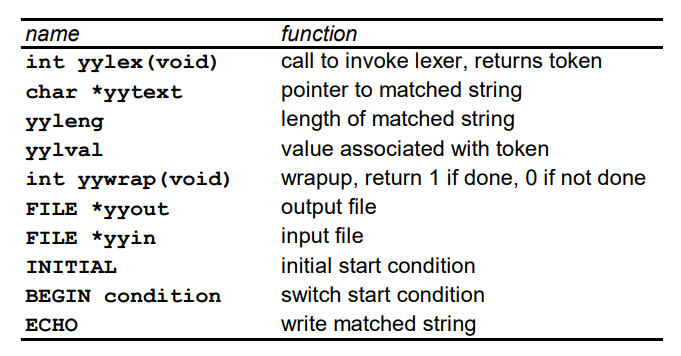 name function
int yylex(void) call to invoke lexer, returns token
char *yytext pointer to matched string
yyleng length of matched string
yylval value associated with token
int yywrap(void) wrapup, return 1 if done, 0 if not done
FILE *yyout output file
FILE *yyin input file
INITIAL initial start condition
BEGIN condition switch start condition
ECHO write matched string